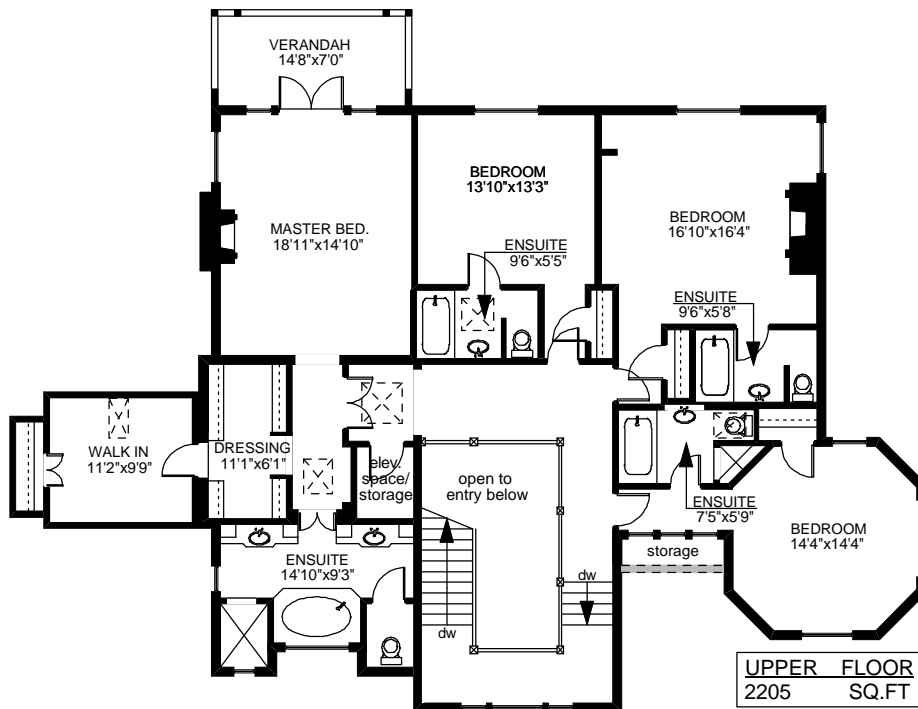 VERANDAH
14'8"x7'0"
BEDROOM
13'10"x13'3"
MASTER BED.
18'11"x14'10"
BEDROOM
16'10"x16'4"
ENSUITE
9'6"x5'5"
ENSUITE
9'6"x5'8"
WALK IN
11'2"x9'9"
DRESSING
11'1"x6'1"
elev.
space/
storage
open to
entry below
ENSUITE
7'5"x5'9"
BEDROOM
14'4"x14'4"
storage
ENSUITE
14'10"x9'3"
dw
dw
UPPER FLOOR
2205 SQ.FT